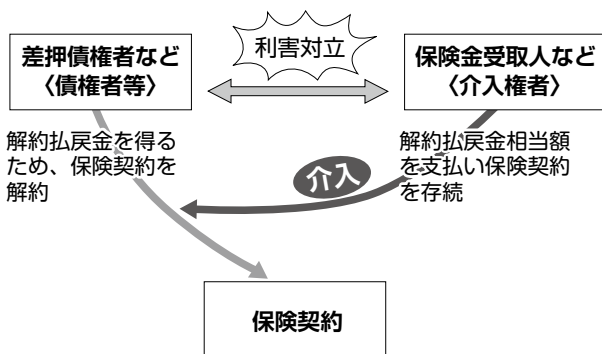 差押債権者など
〈債権者等〉
利害対立
保険金受取人など
〈介入権者〉
解約払戻金を得る
ため、保険契約を
解約
解約払戻金相当額
を支払い保険契約
を存続
介入
保険契約